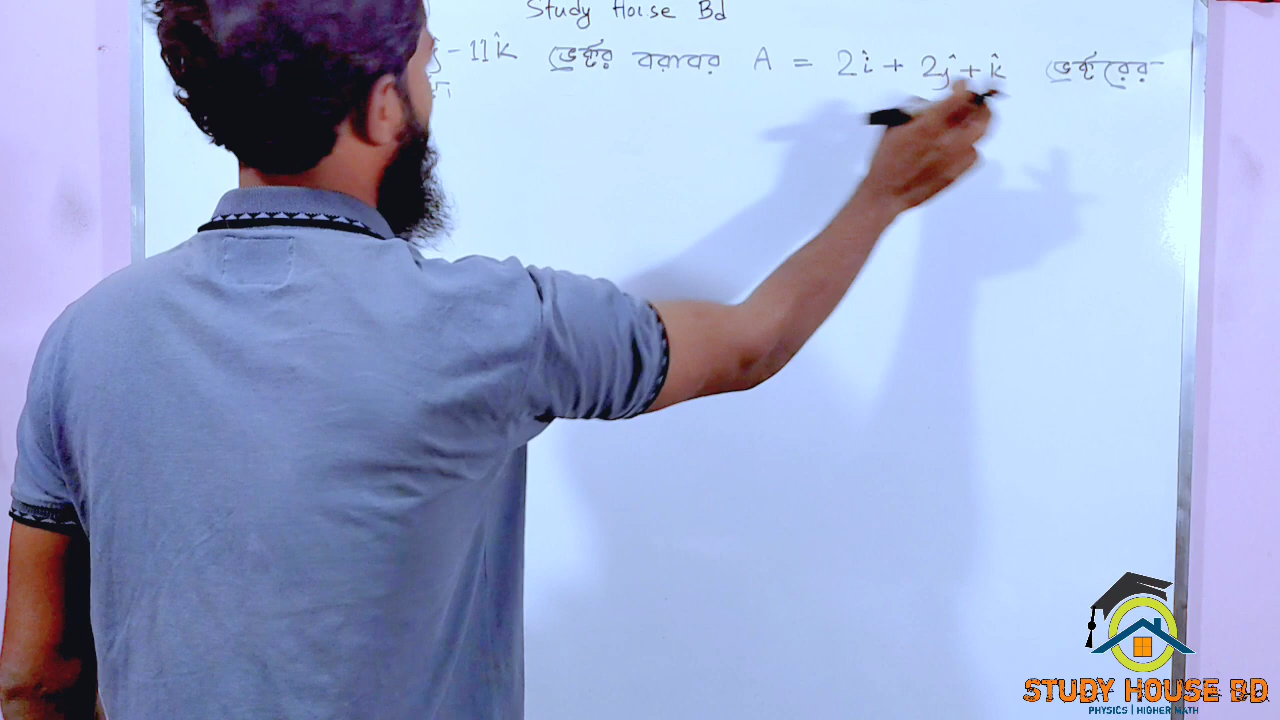 Study House Bd
- 11k̂ ভেক্টর বরাবর A = 2î + 2ĵ + k̂ ভেক্টরের
STUDY HOUSE BD
PHYSICS | HIGHER MATH